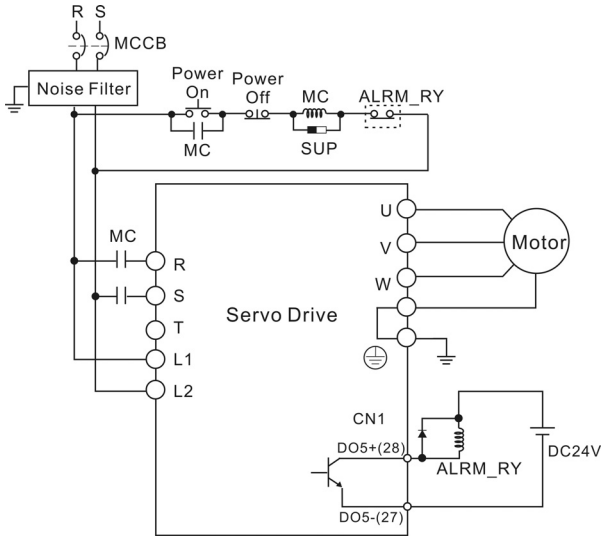 R S
MCCB
Noise Filter
Power
On
Power
Off
MC
ALRM_RY
MC
SUP
MC
R
S
T
L1
L2
Servo Drive
U
V
W
Motor
CN1
DO5+(28)
DO5-(27)
ALRM_RY
DC24V